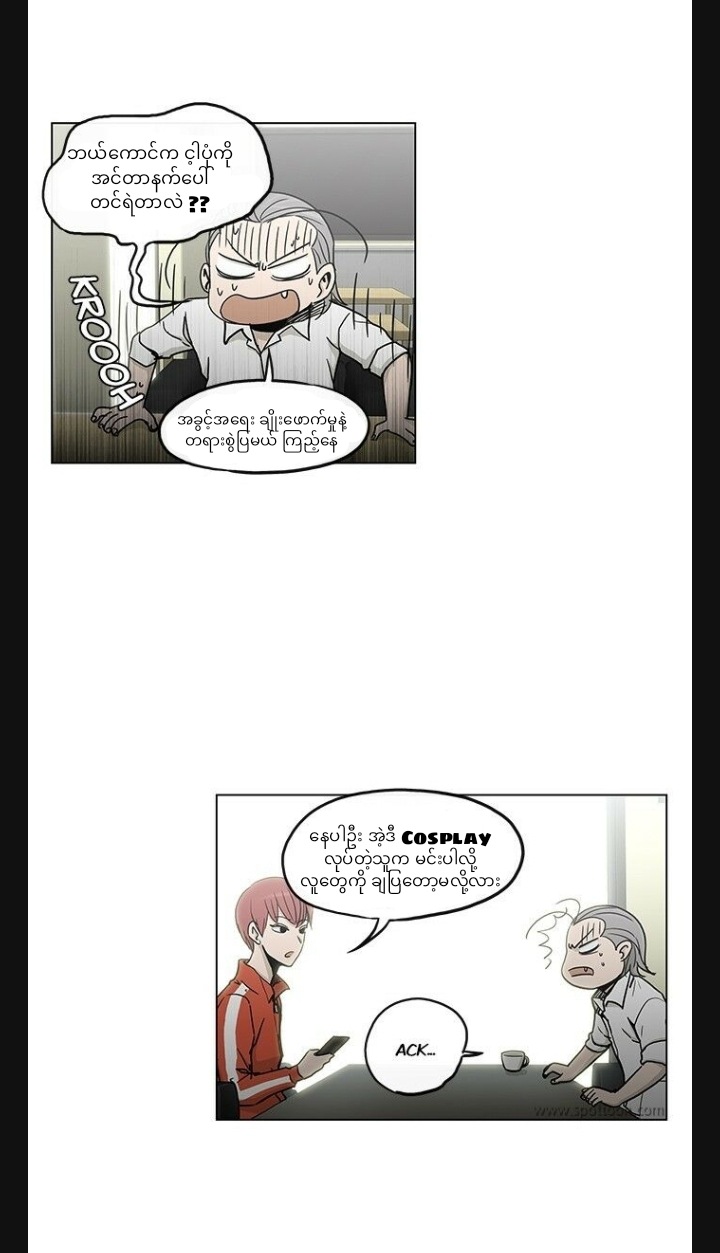 ဘယ်ကောင်က ငါ့ပုံကို
အင်တာနက်ပေါ်
တင်ရဲတာလဲ ??
KROOOH
အခွင့်အရေး ချိုးဖောက်မှုနဲ့
တရားစွဲပြမယ် ကြည့်နေ
နေပါဦး အဲ့ဒီ COSPLAY
လုပ်တဲ့သူက မင်းပါလို့
လူတွေကို ချပြတော့မလို့လား
ACK...
www.spottoon.com